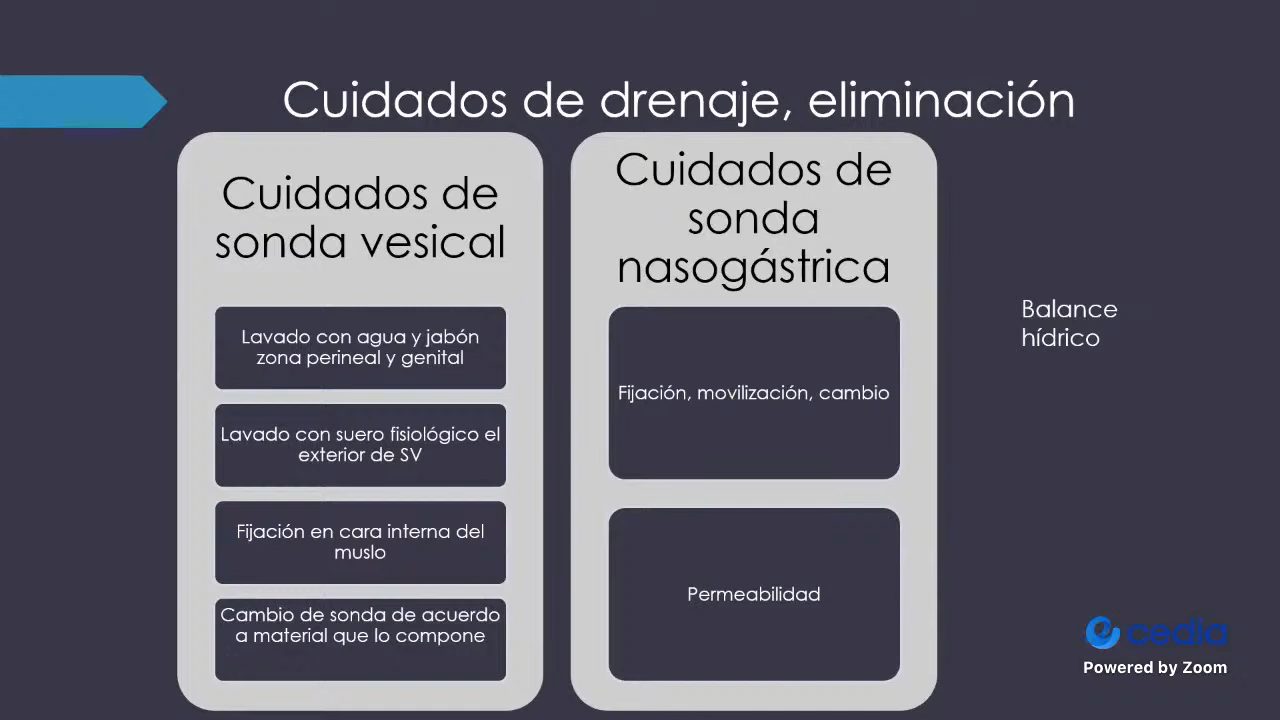 Cuidados de drenaje, eliminación
Cuidados de
sonda vesical
Lavado con agua y jabón
zona perineal y genital
Lavado con suero fisiológico el
exterior de SV
Fijación en cara interna del
muslo
Cambio de sonda de acuerdo
a material que lo compone
Cuidados de
sonda
nasogástrica
Fijación, movilización, cambio
Permeabilidad
Balance
hídrico
cedia
Powered by Zoom